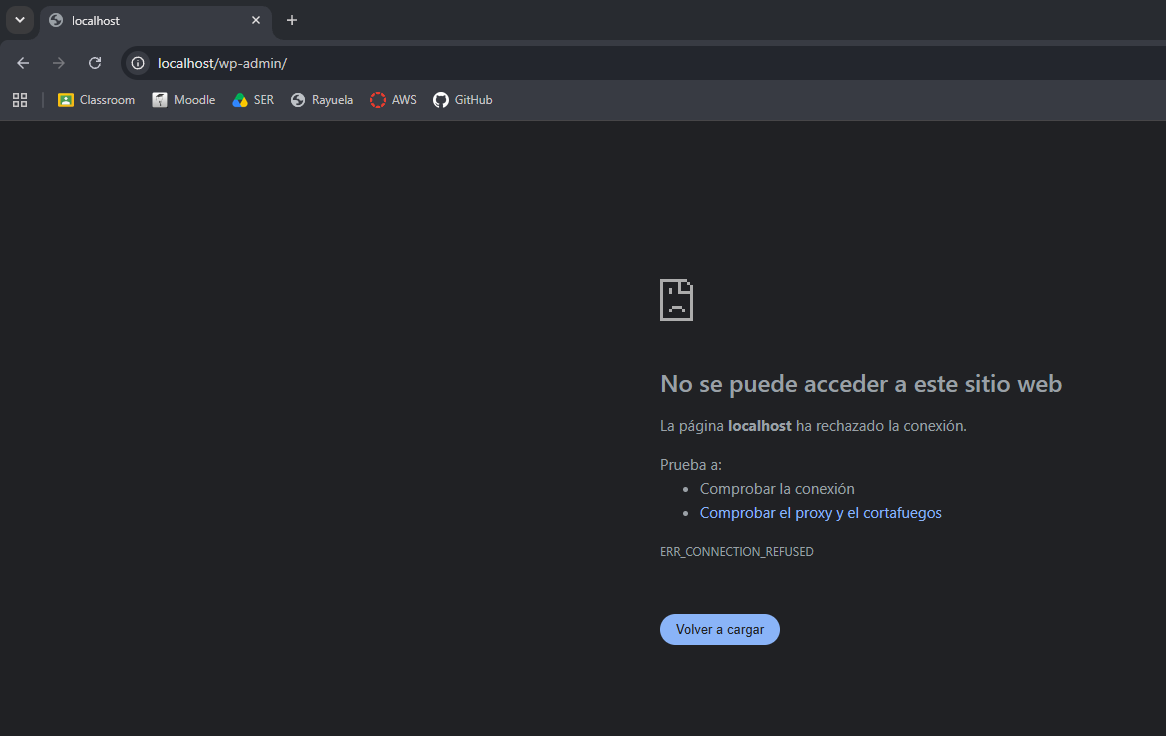 localhost
localhost/wp-admin/
Classroom Moodle SER Rayuela AWS GitHub
No se puede acceder a este sitio web
La página localhost ha rechazado la conexión.
Prueba a:
Comprobar la conexión
Comprobar el proxy y el cortafuegos
ERR_CONNECTION_REFUSED
Volver a cargar